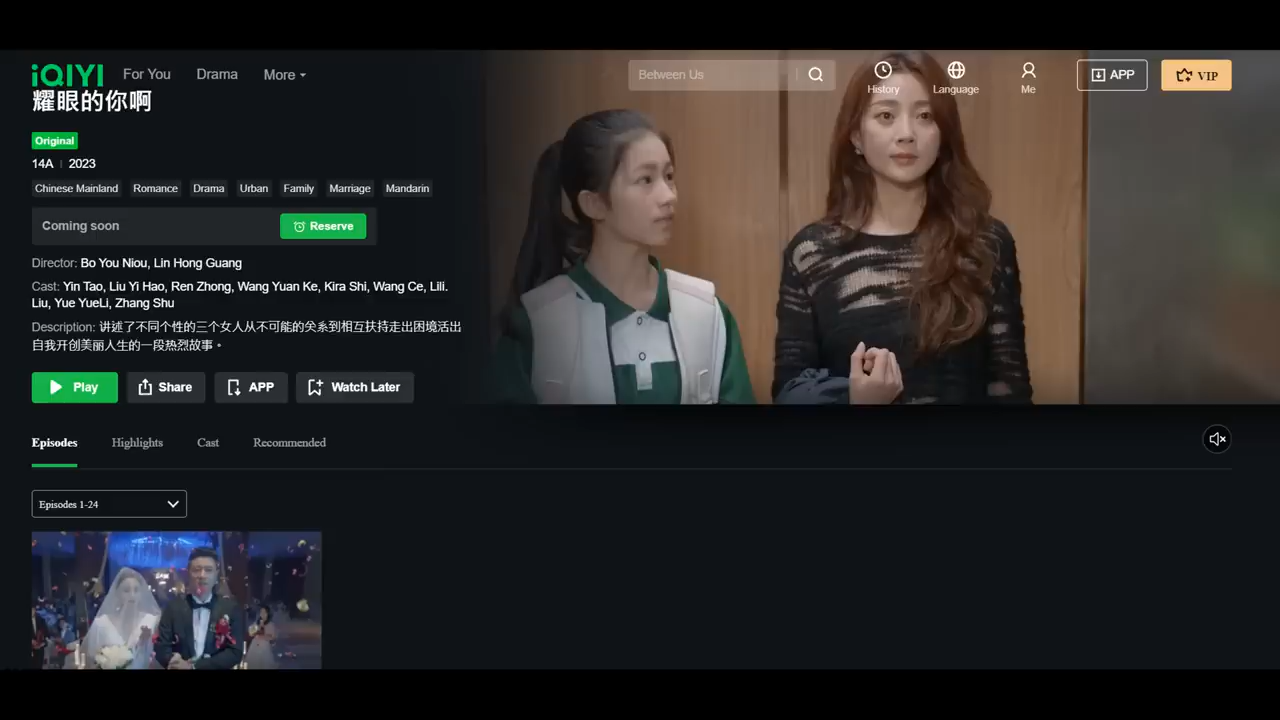 iQIYI For You Drama More Between Us History Language Me APP VIP
耀眼的你啊
Original
14A 2023
Chinese Mainland Romance Drama Urban Family Marriage Mandarin
Coming soon Reserve
Director: Bo You Niou, Lin Hong Guang
Cast: Yin Tao, Liu Yi Hao, Ren Zhong, Wang Yuan Ke, Kira Shi, Wang Ce, Lili.
Liu, Yue YueLi, Zhang Shu
Description: 讲述了不同个性的三个女人从不可能的关系到相互扶持走出困境活出
自我开创美丽人生的一段热烈故事。
Play Share APP Watch Later
Episodes Highlights Cast Recommended
Episodes 1-24